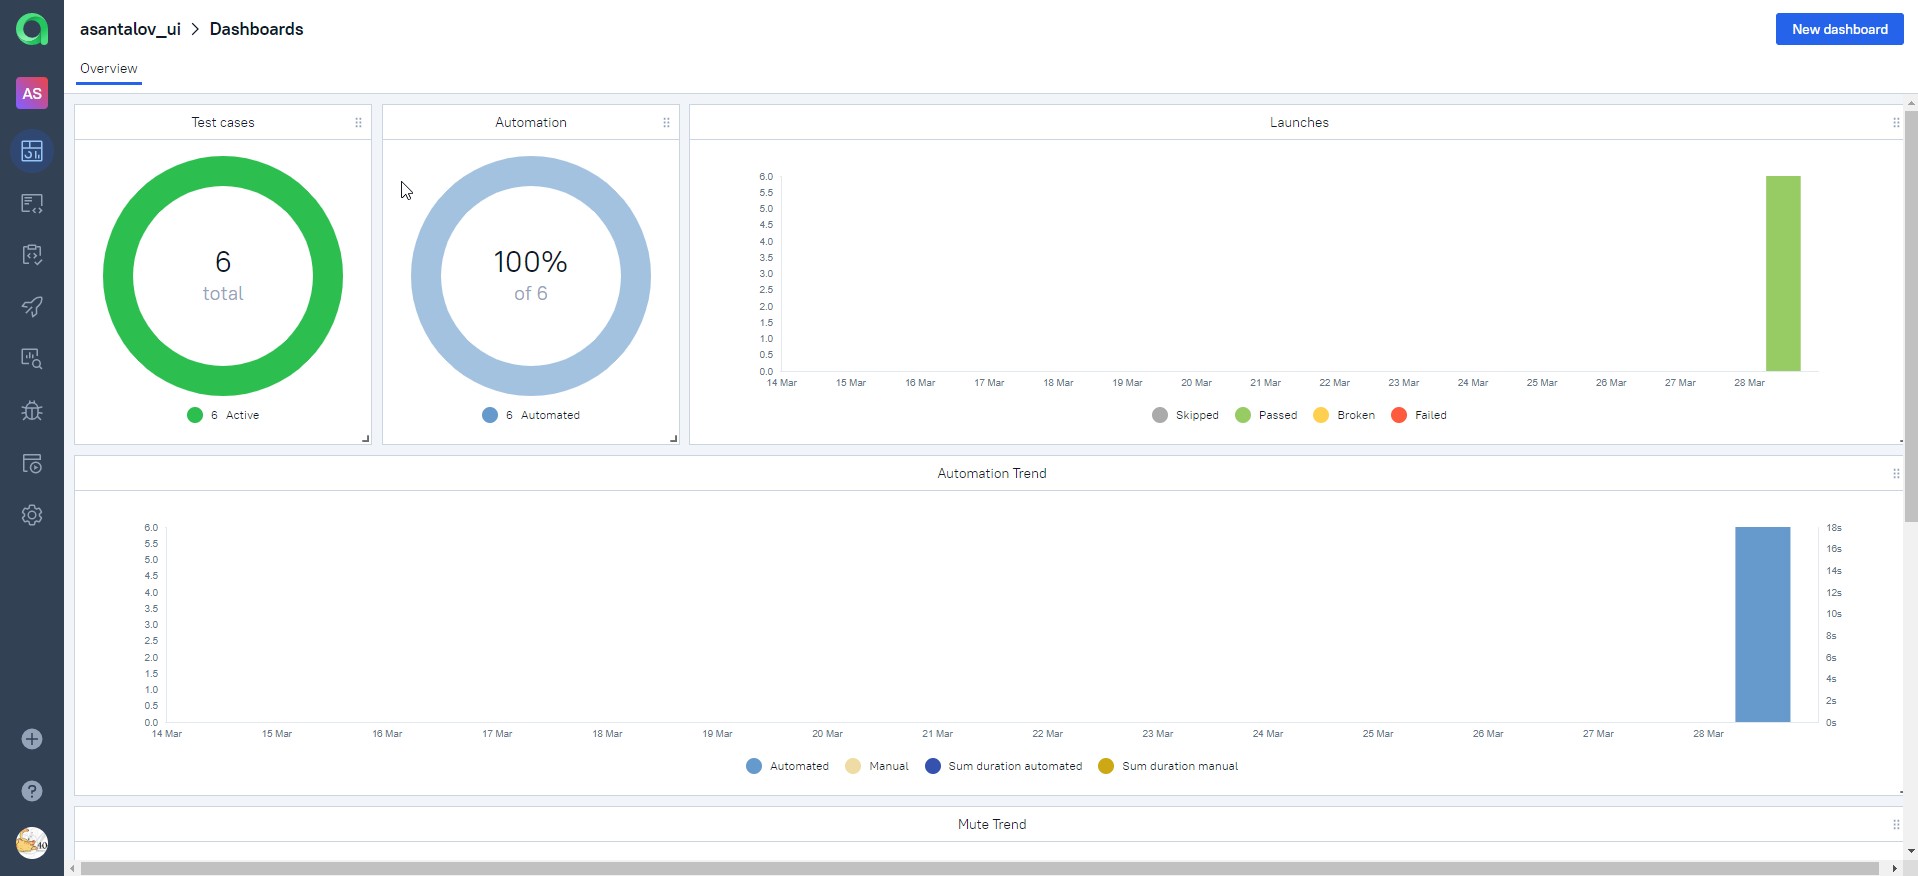 asantalov_ui > Dashboards
New dashboard
Overview
AS
Test cases
6
total
6 Active
Automation
100%
of 6
6 Automated
Launches
6.0
5.5
5.0
4.5
4.0
3.5
3.0
2.5
2.0
1.5
1.0
0.5
0.0
14 Mar 15 Mar 16 Mar 17 Mar 18 Mar 19 Mar 20 Mar 21 Mar 22 Mar 23 Mar 24 Mar 25 Mar 26 Mar 27 Mar 28 Mar
Skipped Passed Broken Failed
Automation Trend
6.0
5.5
5.0
4.5
4.0
3.5
3.0
2.5
2.0
1.5
1.0
0.5
0.0
18s
16s
14s
12s
10s
8s
6s
4s
2s
0s
14 Mar 15 Mar 16 Mar 17 Mar 18 Mar 19 Mar 20 Mar 21 Mar 22 Mar 23 Mar 24 Mar 25 Mar 26 Mar 27 Mar 28 Mar
Automated Manual Sum duration automated Sum duration manual
Mute Trend